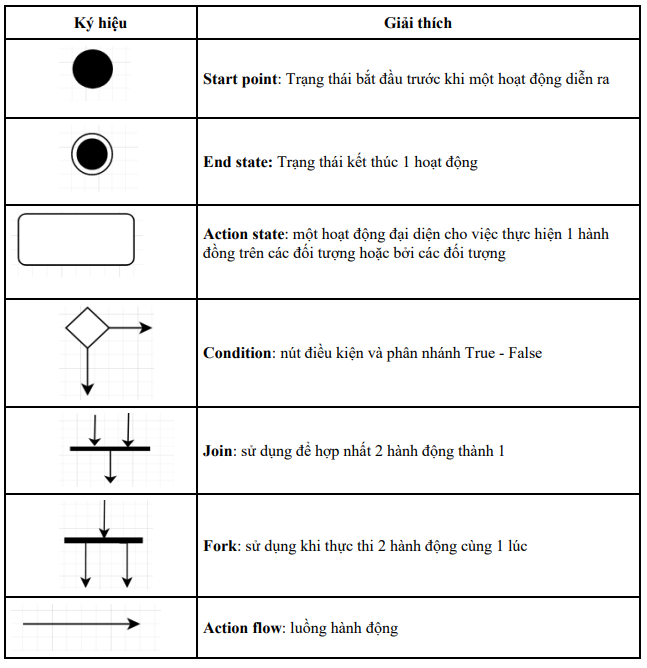 Ký hiệu
Giải thích
Start point: Trạng thái bắt đầu trước khi một hoạt động diễn ra
End state: Trạng thái kết thúc 1 hoạt động
Action state: một hoạt động đại diện cho việc thực hiện 1 hành
đồng trên các đối tượng hoặc bởi các đối tượng
Condition: nút điều kiện và phân nhánh True - False
Join: sử dụng để hợp nhất 2 hành động thành 1
Fork: sử dụng khi thực thi 2 hành động cùng 1 lúc
Action flow: luồng hành động